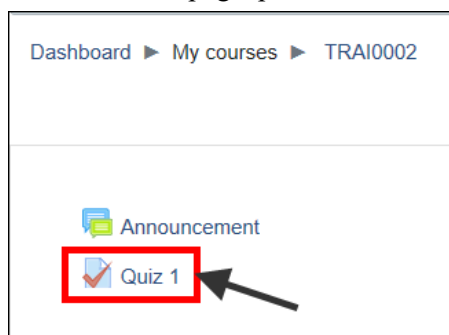 Dashboard ► My courses ► TRAI0002
Announcement
Quiz 1